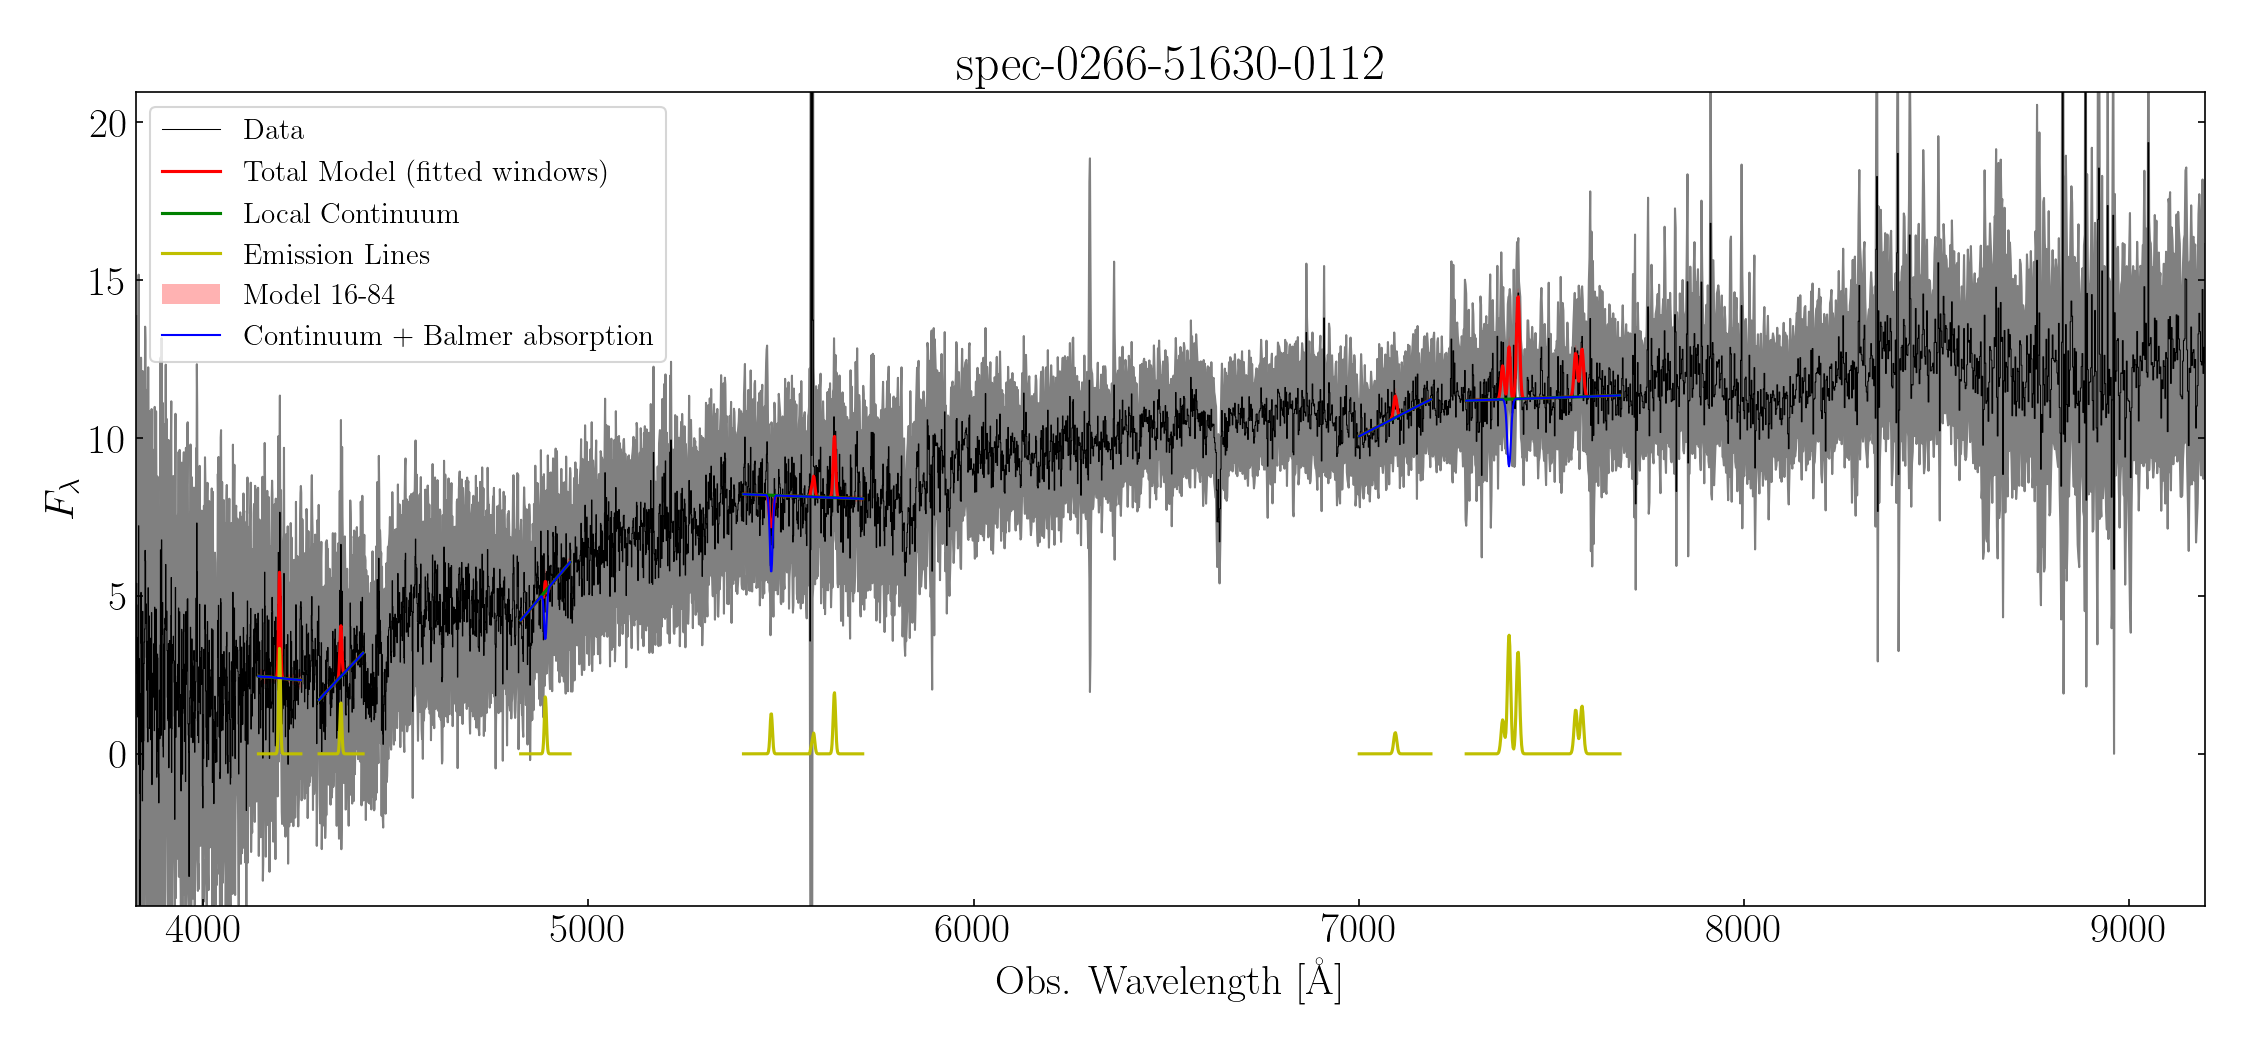 spec-0266-51630-0112
20
15
10
5
0
Data
Total Model (fitted windows)
Local Continuum
Emission Lines
Model 16-84
Continuum + Balmer absorption
Fλ
4000 5000 6000 7000 8000 9000
Obs. Wavelength [Å]